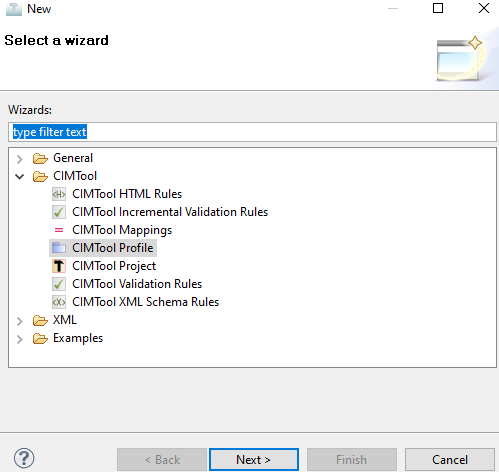 New
Select a wizard
Wizards:
type filter text
General
CIMTool
CIMTool HTML Rules
CIMTool Incremental Validation Rules
CIMTool Mappings
CIMTool Profile
CIMTool Project
CIMTool Validation Rules
CIMTool XML Schema Rules
XML
Examples
? < Back Next > Finish Cancel